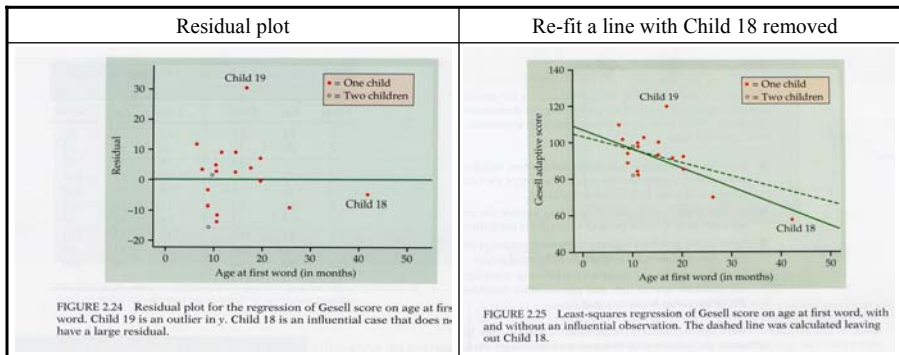 Residual plot
Re-fit a line with Child 18 removed
Child 19
• = One child
○ = Two children
30
20
10
0
−10
−20
Residual
Child 18
0 10 20 30 40 50
Age at first word (in months)
FIGURE 2.24 Residual plot for the regression of Gesell score on age at firs
word. Child 19 is an outlier in y. Child 18 is an influential case that does n
have a large residual.
140
120
100
80
60
40
Gesell adaptive score
Child 19
• = One child
○ = Two children
Child 18
0 10 20 30 40 50
Age at first word (in months)
FIGURE 2.25 Least-squares regression of Gesell score on age at first word, with
and without an influential observation. The dashed line was calculated leaving
out Child 18.